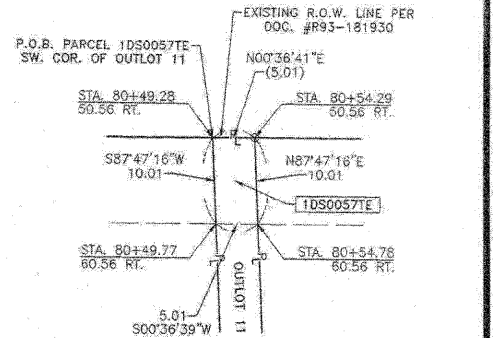 EXISTING R.O.W. LINE PER
DOC. #R93-181930
P.O.B. PARCEL 1DS0057TE
SW. COR. OF OUTLOT 11
N00°36'41"E
(5.01)
STA. 80+49.28
50.56 RT.
STA. 80+54.29
50.56 RT.
S87°47'16"W
10.01
N87°47'16"E
10.01
1DS0057TE
STA. 80+49.77
60.56 RT.
STA. 80+54.78
60.56 RT.
OUTLOT 11
5.01
S00°36'39"W